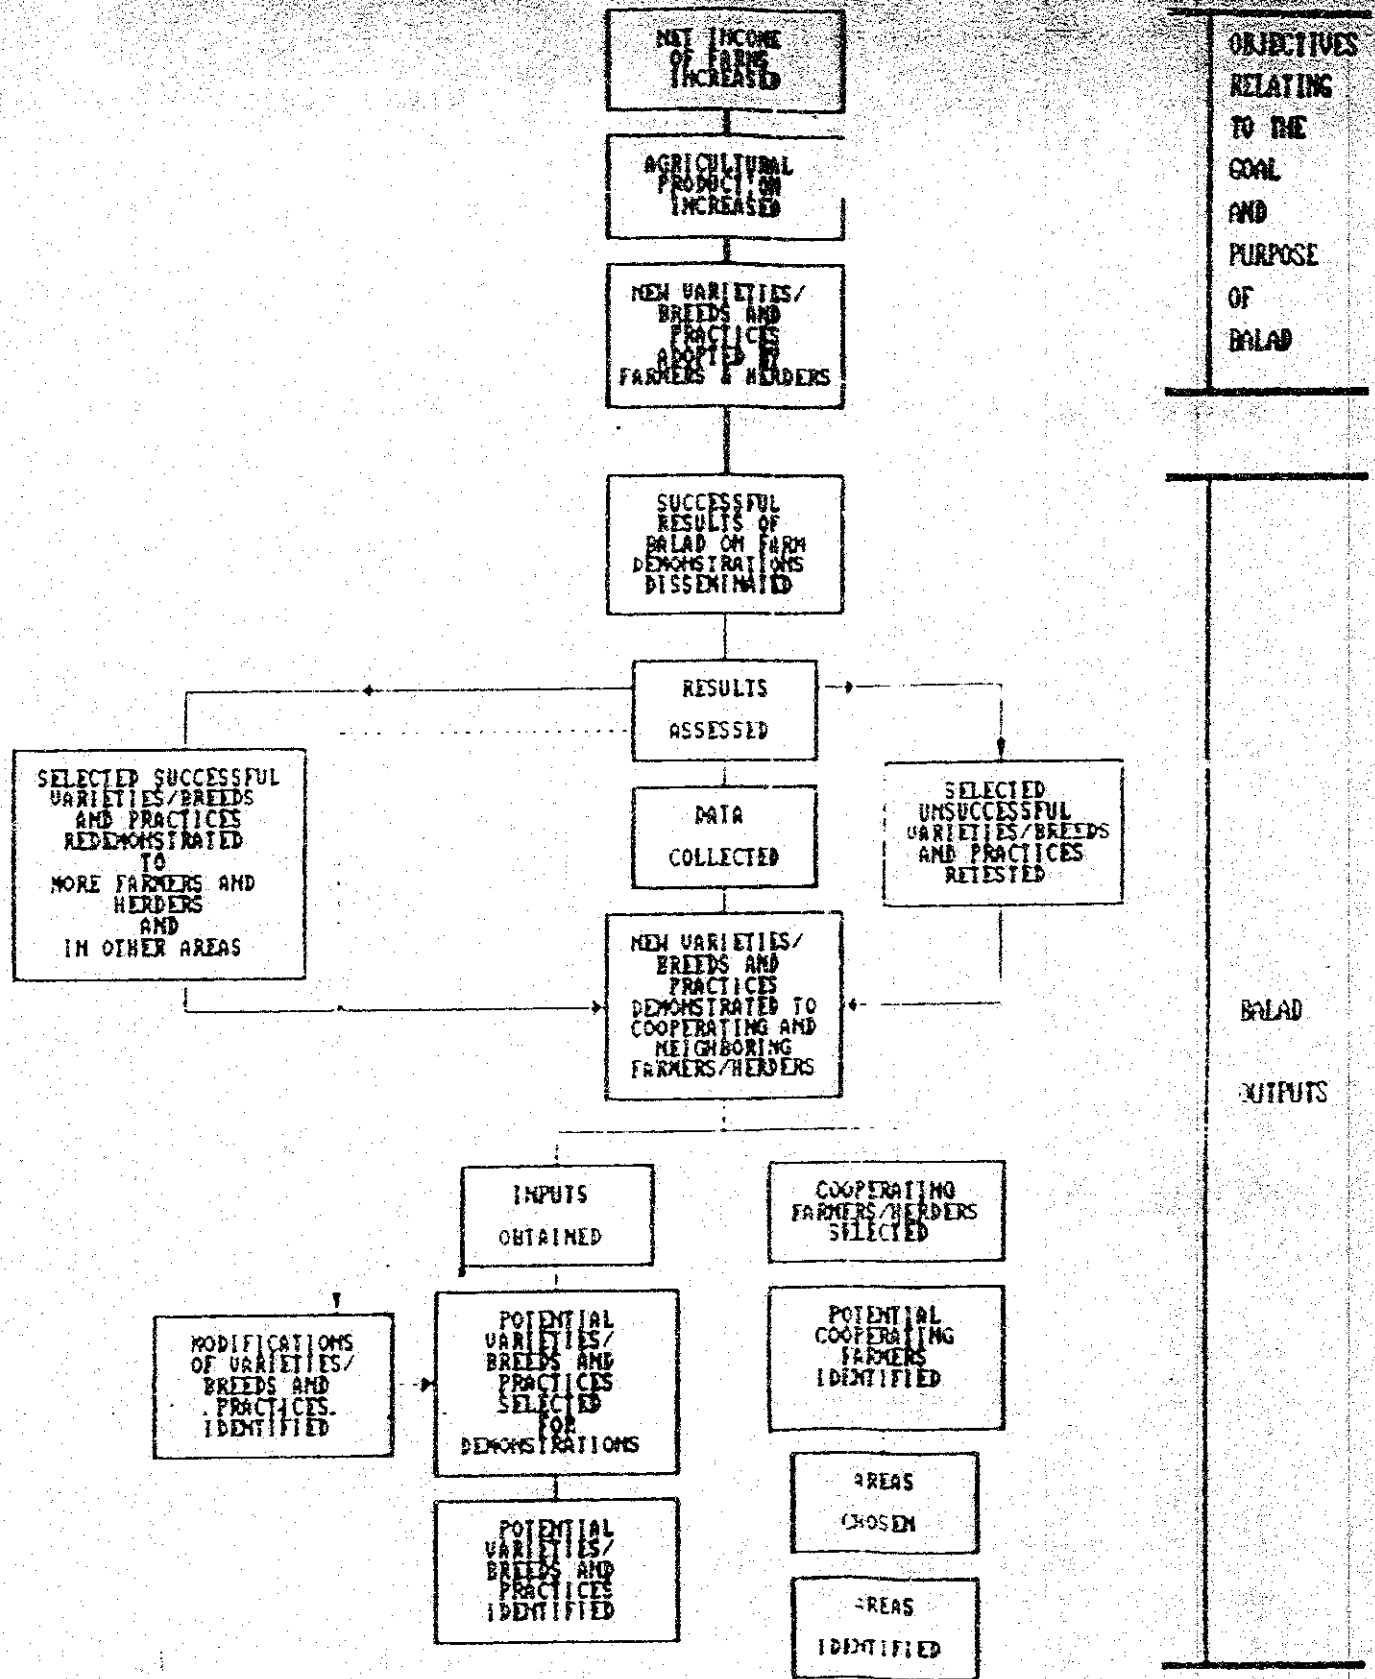 NET INCOME
OF FARMS
INCREASED
OBJECTIVES
RELATING
TO THE
GOAL
AND
PURPOSE
OF
BALAD
AGRICULTURAL
PRODUCTION
INCREASED
NEW VARIETIES/
BREEDS AND
PRACTICES
ADOPTED BY
FARMERS & HERDERS
SUCCESSFUL
RESULTS OF
BALAD ON FARM
DEMONSTRATIONS
DISSEMINATED
RESULTS
ASSESSED
SELECTED SUCCESSFUL
VARIETIES/BREEDS
AND PRACTICES
REDEMONSTRATED
TO
MORE FARMERS AND
HERDERS
AND
IN OTHER AREAS
DATA
COLLECTED
SELECTED
UNSUCCESSFUL
VARIETIES/BREEDS
AND PRACTICES
RETESTED
NEW VARIETIES/
BREEDS AND
PRACTICES
DEMONSTRATED TO
COOPERATING AND
NEIGHBORING
FARMERS/HERDERS
BALAD
OUTPUTS
INPUTS
OBTAINED
COOPERATING
FARMERS/HERDERS
SELECTED
MODIFICATIONS
OF VARIETIES/
BREEDS AND
PRACTICES
IDENTIFIED
POTENTIAL
VARIETIES/
BREEDS AND
PRACTICES
SELECTED
FOR
DEMONSTRATIONS
POTENTIAL
COOPERATING
FARMERS
IDENTIFIED
AREAS
CHOSEN
POTENTIAL
VARIETIES/
BREEDS AND
PRACTICES
IDENTIFIED
AREAS
IDENTIFIED